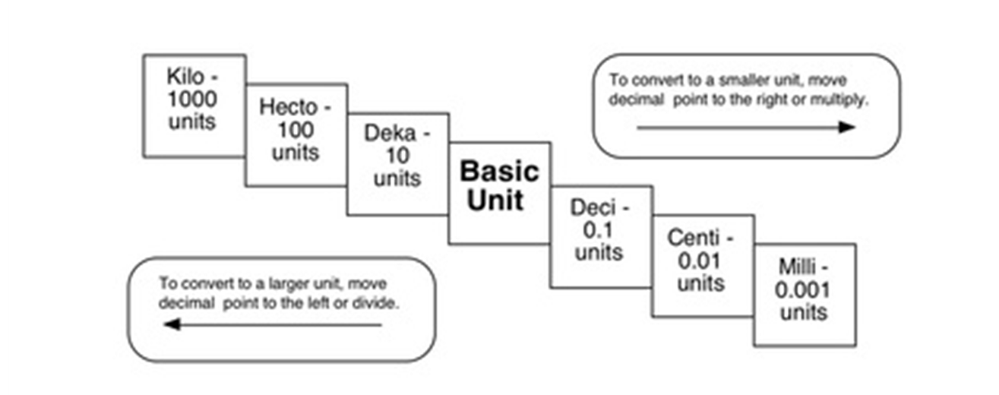 Kilo -
1000
units
Hecto -
100
units
Deka -
10
units
Basic
Unit
Deci -
0.1
units
Centi -
0.01
units
Milli -
0.001
units
To convert to a smaller unit, move
decimal point to the right or multiply.
To convert to a larger unit, move
decimal point to the left or divide.